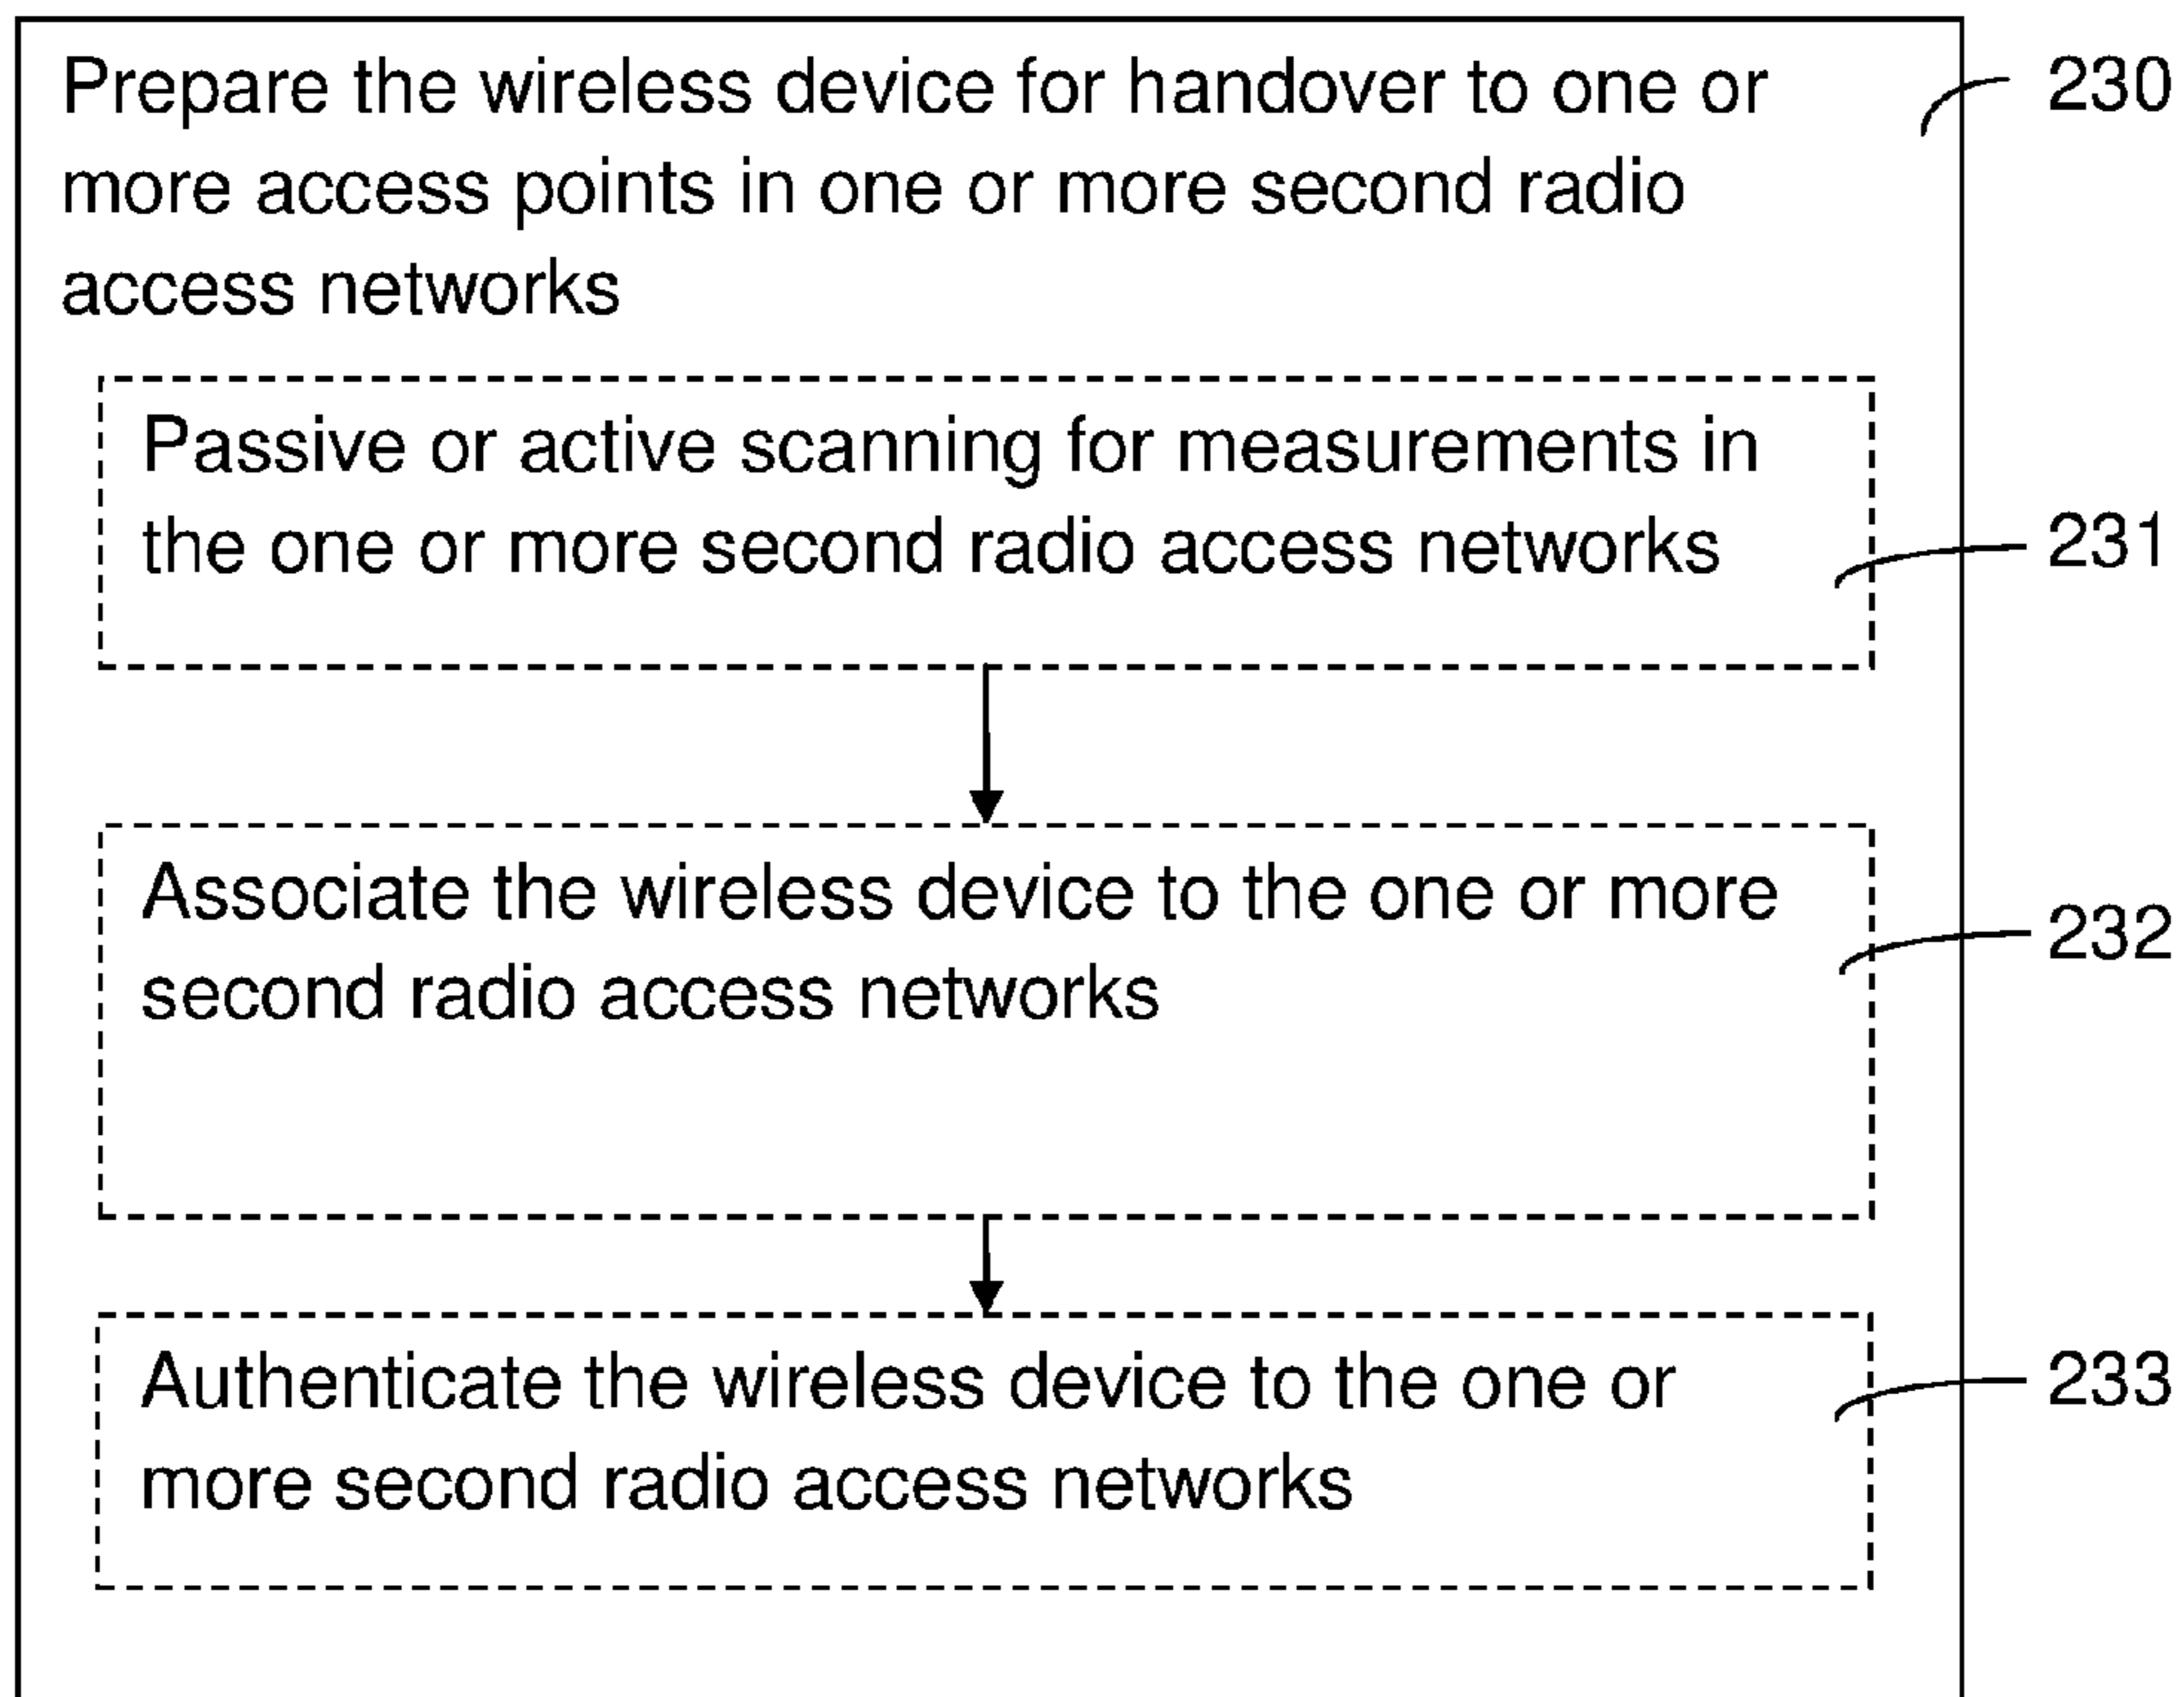 Prepare the wireless device for handover to one or
230
more access points in one or more second radio
access networks
Passive or active scanning for measurements in
the one or more second radio access networks
231
Associate the wireless device to the one or more
232
second radio access networks
Authenticate the wireless device to the one or
233
more second radio access networks